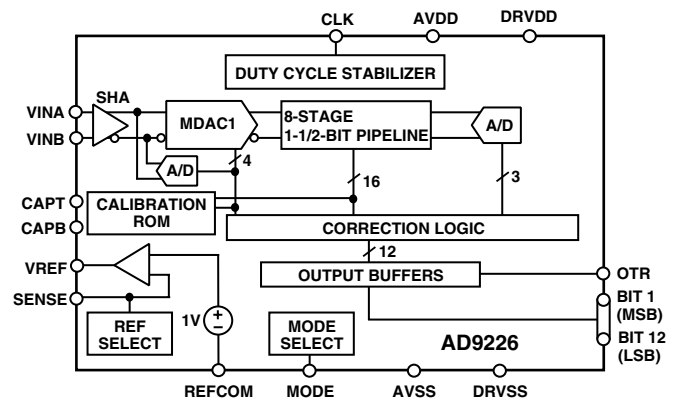 CLK AVDD DRVDD
DUTY CYCLE STABILIZER
SHA
VINA
VINB
MDAC1
8-STAGE
1-1/2-BIT PIPELINE
A/D
A/D
4
16
3
CAPT
CAPB
CALIBRATION
ROM
CORRECTION LOGIC
12
VREF
OUTPUT BUFFERS
OTR
SENSE
BIT 1
(MSB)
1V
+
–
REF
SELECT
MODE
SELECT
AD9226
BIT 12
(LSB)
REFCOM MODE AVSS DRVSS